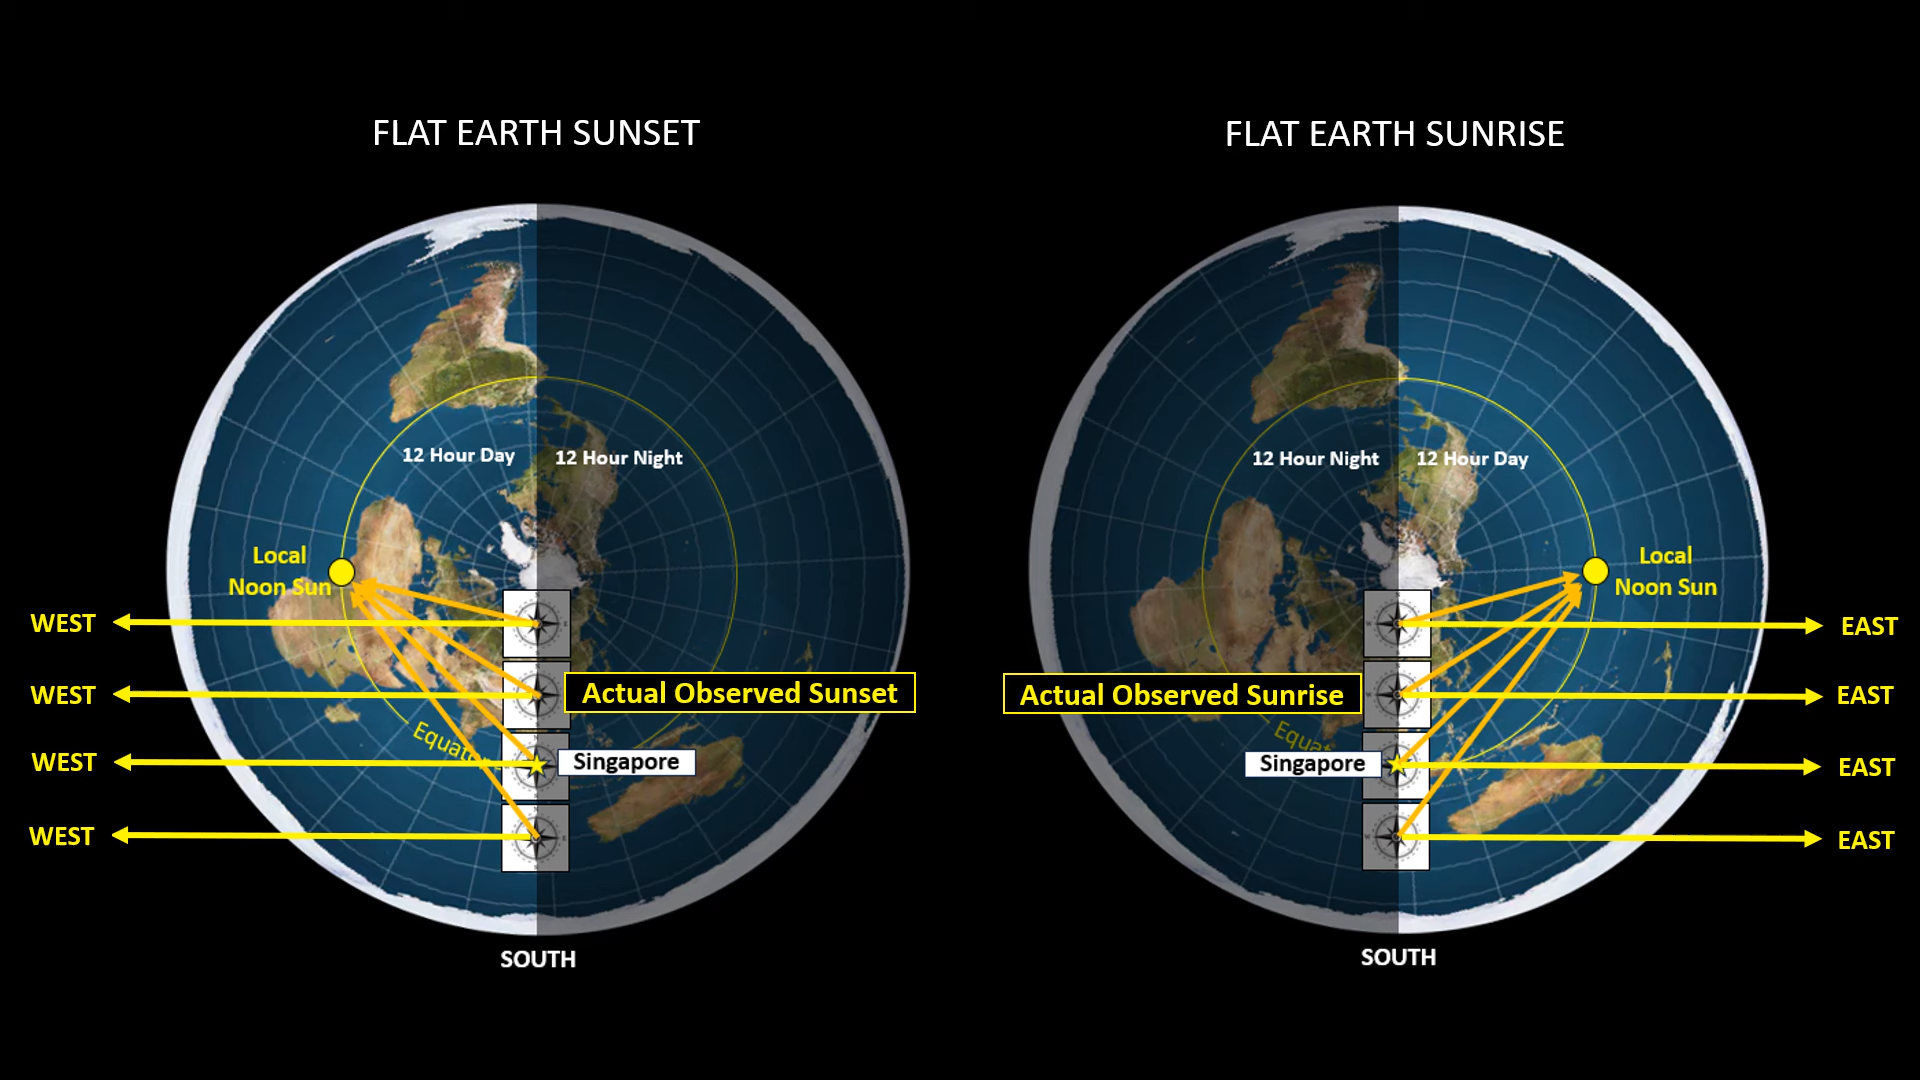 FLAT EARTH SUNSET
12 Hour Day
12 Hour Night
Local
Noon Sun
WEST
WEST
Actual Observed Sunset
Equato
WEST
Singapore
WEST
SOUTH
FLAT EARTH SUNRISE
12 Hour Night
12 Hour Day
Local
Noon Sun
EAST
Actual Observed Sunrise
EAST
Equato
Singapore
EAST
EAST
SOUTH